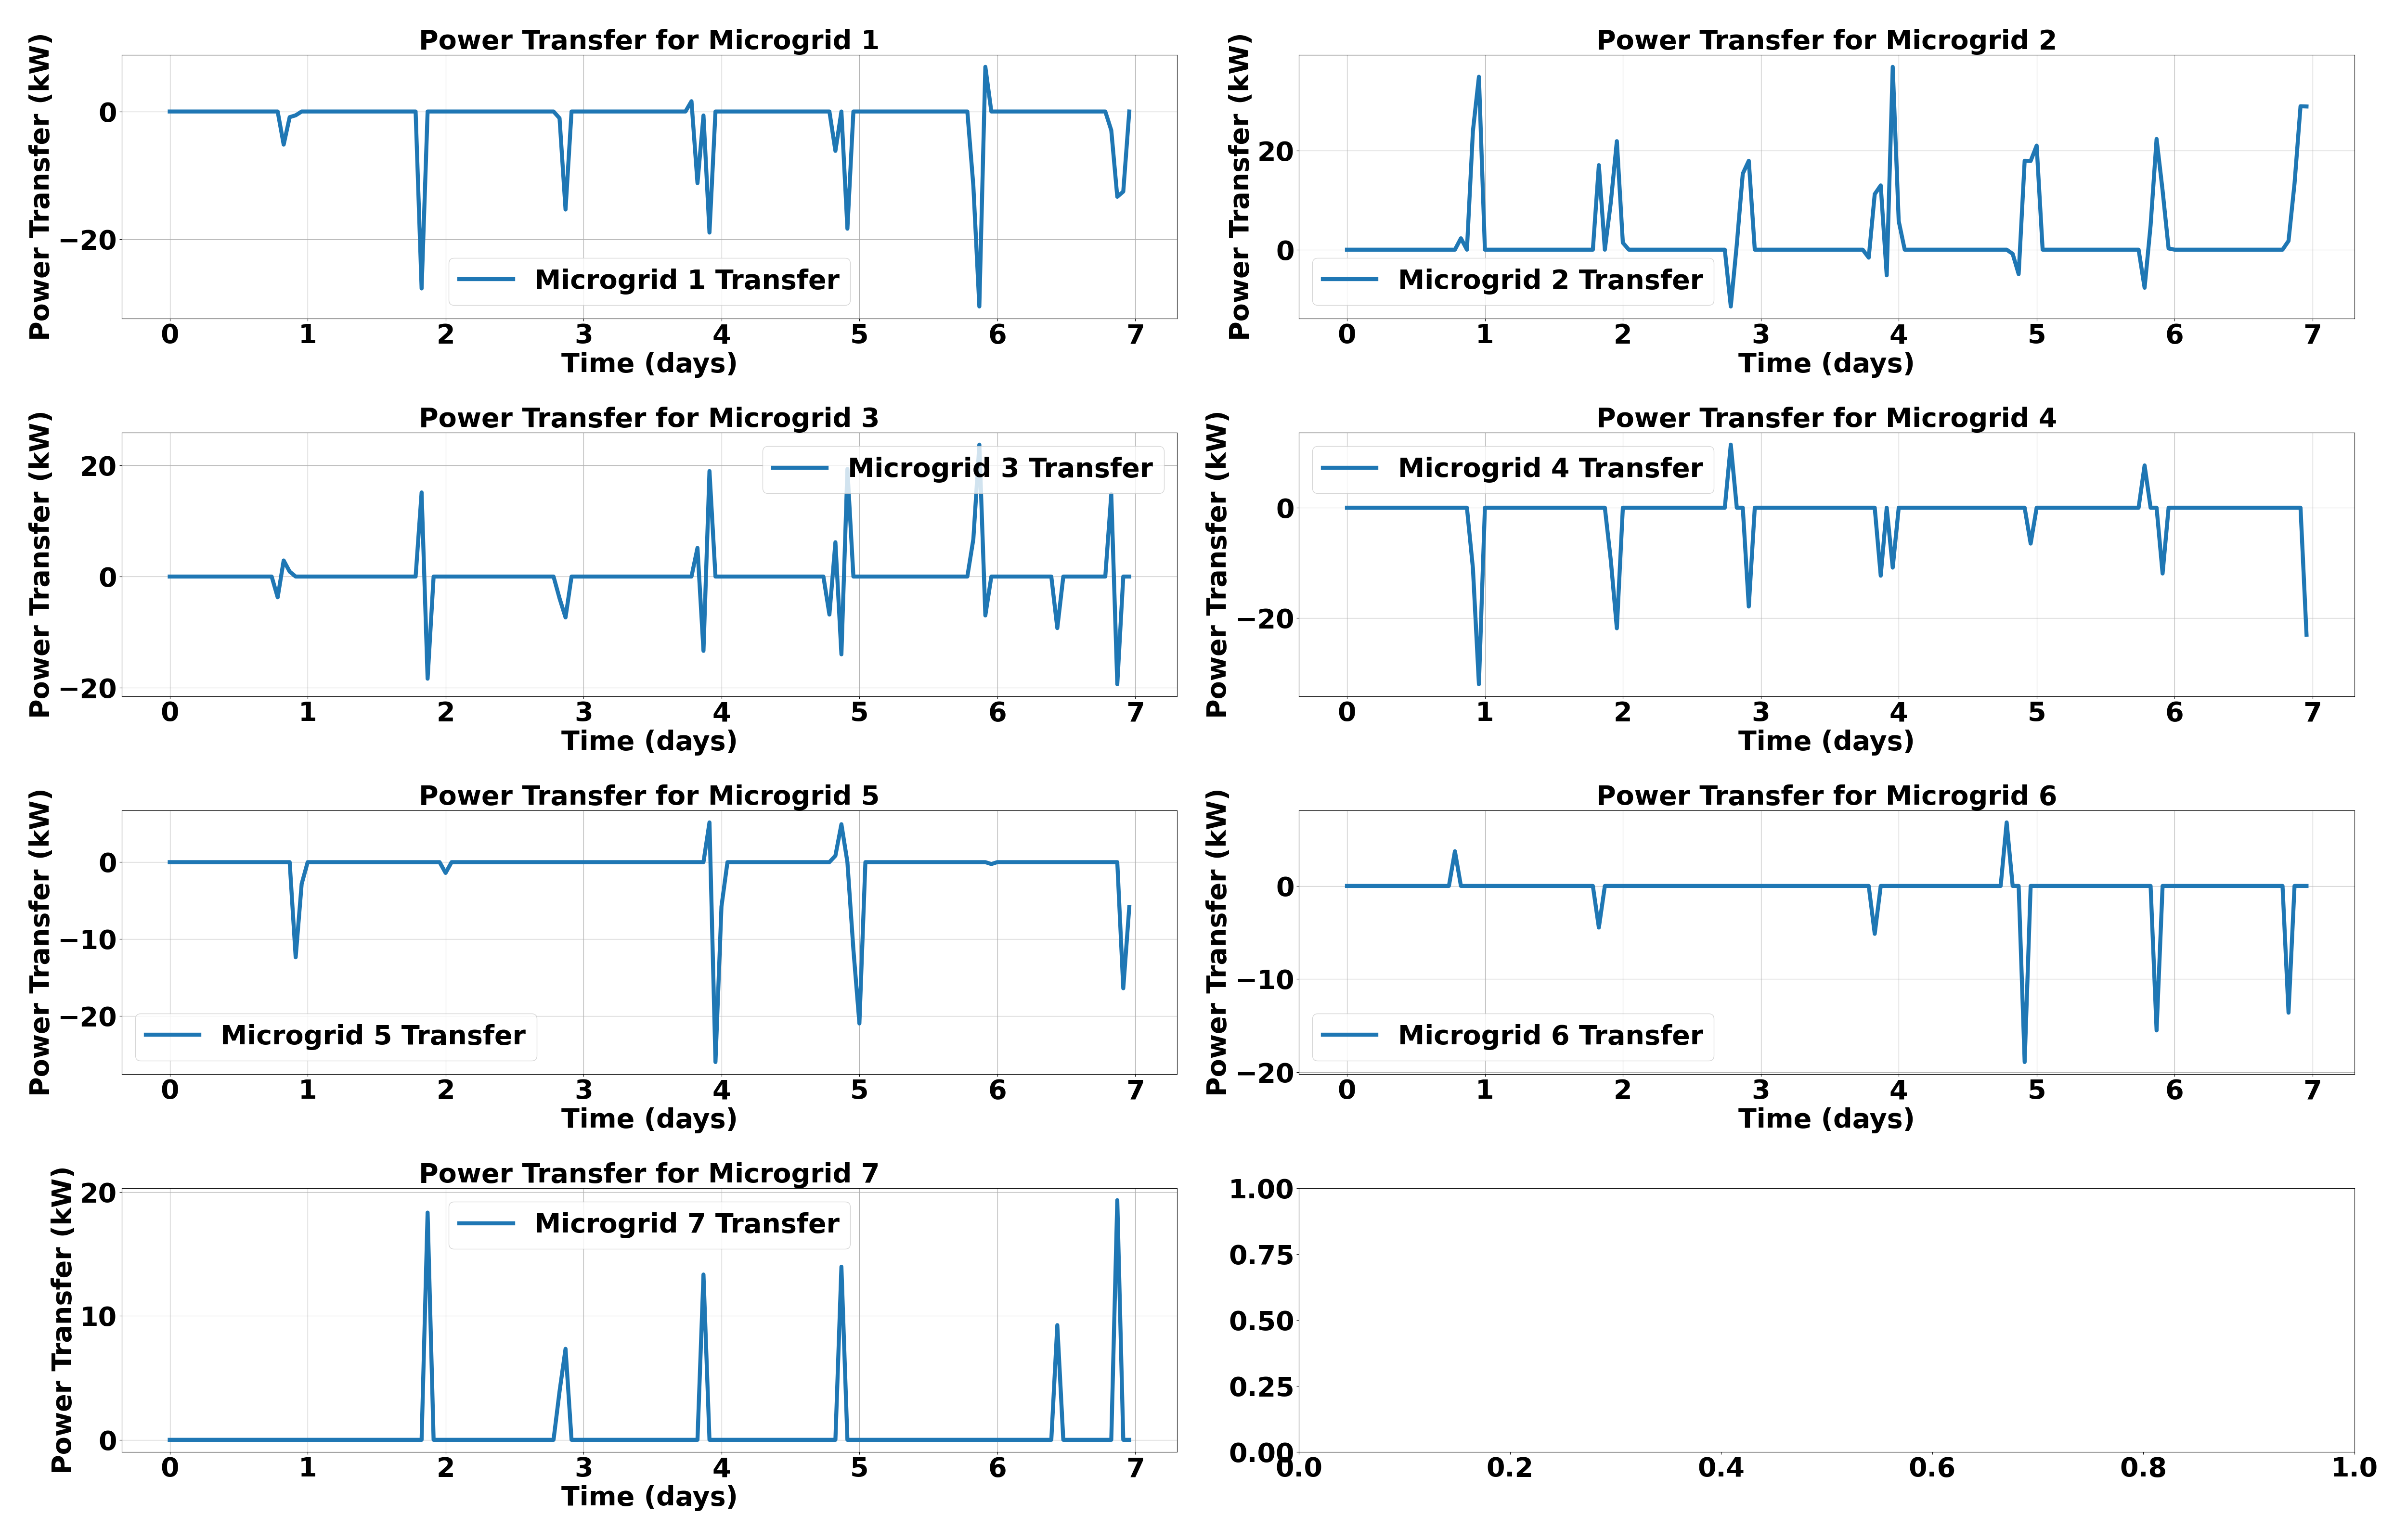 Power Transfer for Microgrid 1
Power Transfer (kW)
0
−20
Microgrid 1 Transfer
0 1 2 3 4 5 6 7
Time (days)
Power Transfer for Microgrid 2
Power Transfer (kW)
20
0
Microgrid 2 Transfer
0 1 2 3 4 5 6 7
Time (days)
Power Transfer for Microgrid 3
Power Transfer (kW)
20
0
−20
Microgrid 3 Transfer
0 1 2 3 4 5 6 7
Time (days)
Power Transfer for Microgrid 4
Power Transfer (kW)
0
−20
Microgrid 4 Transfer
0 1 2 3 4 5 6 7
Time (days)
Power Transfer for Microgrid 5
Power Transfer (kW)
0
−10
−20
Microgrid 5 Transfer
0 1 2 3 4 5 6 7
Time (days)
Power Transfer for Microgrid 6
Power Transfer (kW)
0
−10
−20
Microgrid 6 Transfer
0 1 2 3 4 5 6 7
Time (days)
Power Transfer for Microgrid 7
Power Transfer (kW)
20
10
0
Microgrid 7 Transfer
0 1 2 3 4 5 6 7
Time (days)
1.00
0.75
0.50
0.25
0.00
0.0 0.2 0.4 0.6 0.8 1.0